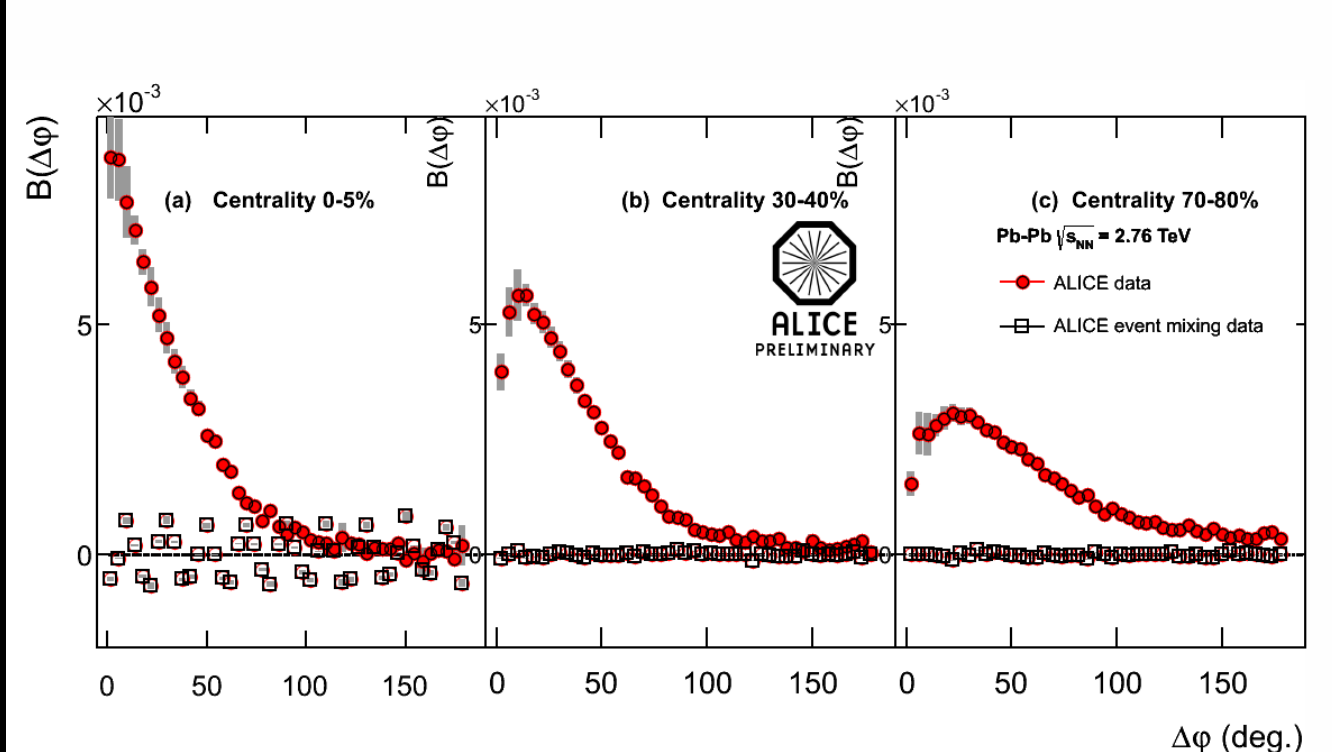 ×10⁻³ ×10⁻³ ×10⁻³
B(Δφ) B(Δφ) B(Δφ)
(a) Centrality 0-5% (b) Centrality 30-40% (c) Centrality 70-80%
Pb-Pb √s_NN = 2.76 TeV
ALICE data
ALICE event mixing data
ALICE
PRELIMINARY
5 5 5
0 0 0
0 50 100 150 0 50 100 150 0 50 100 150
Δφ (deg.)